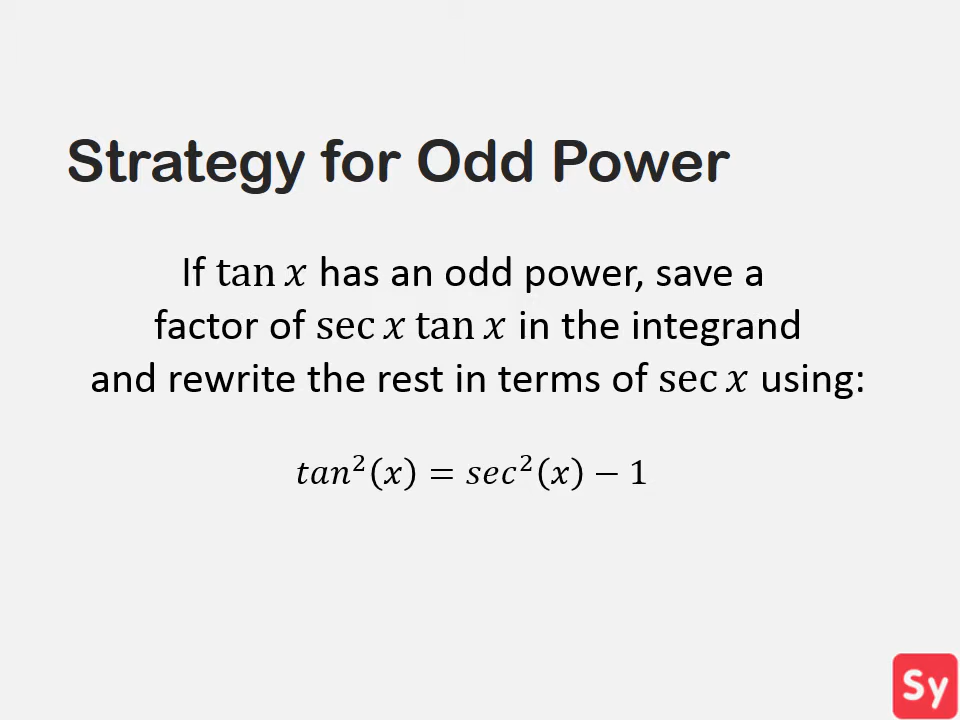 Strategy for Odd Power
If tan x has an odd power, save a
factor of sec x tan x in the integrand
and rewrite the rest in terms of sec x using:
tan²(x) = sec²(x) − 1
Sy